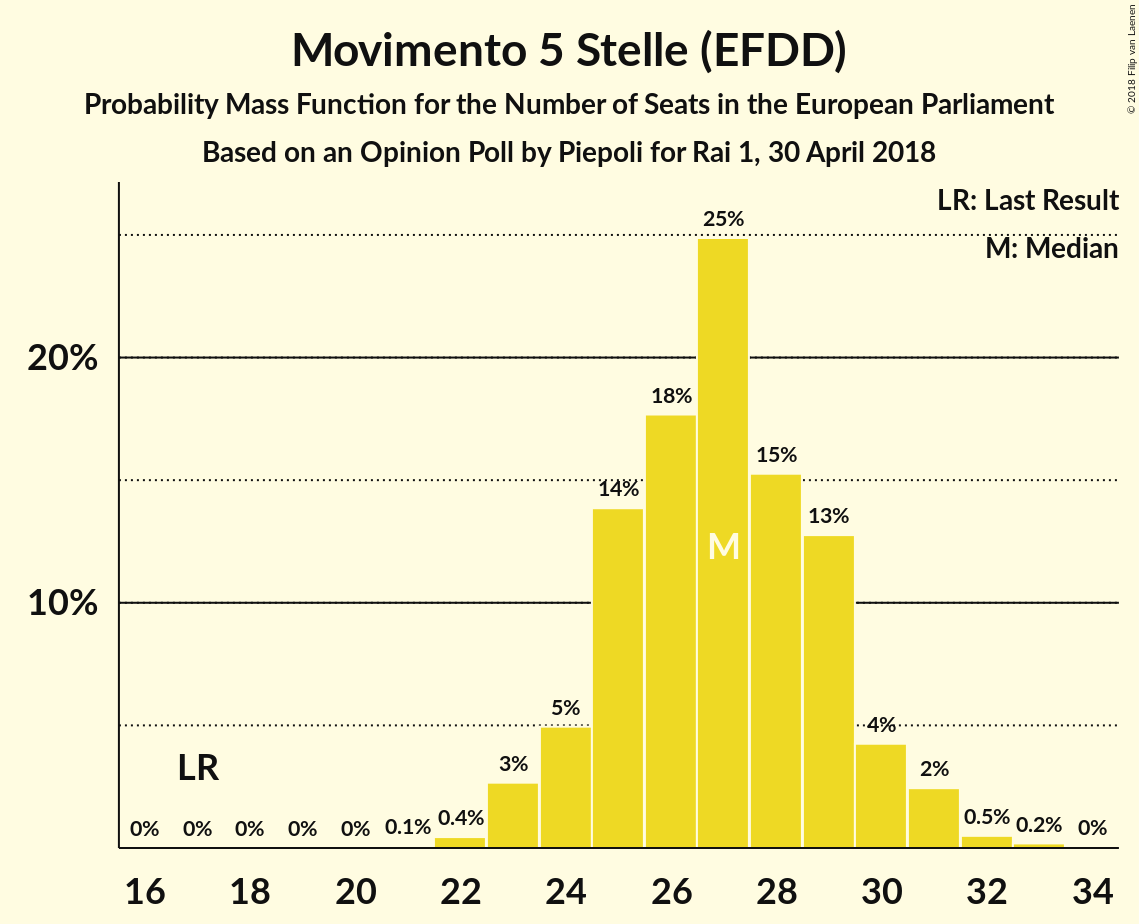 Movimento 5 Stelle (EFDD)
Probability Mass Function for the Number of Seats in the European Parliament
Based on an Opinion Poll by Piepoli for Rai 1, 30 April 2018
© 2018 Filip van Laenen
LR: Last Result
M: Median
25%
20%
18%
15%
14%
13%
M
10%
5%
4%
LR
3%
2%
0% 0% 0% 0% 0% 0.1% 0.4% 0.5% 0.2% 0%
16 18 20 22 24 26 28 30 32 34